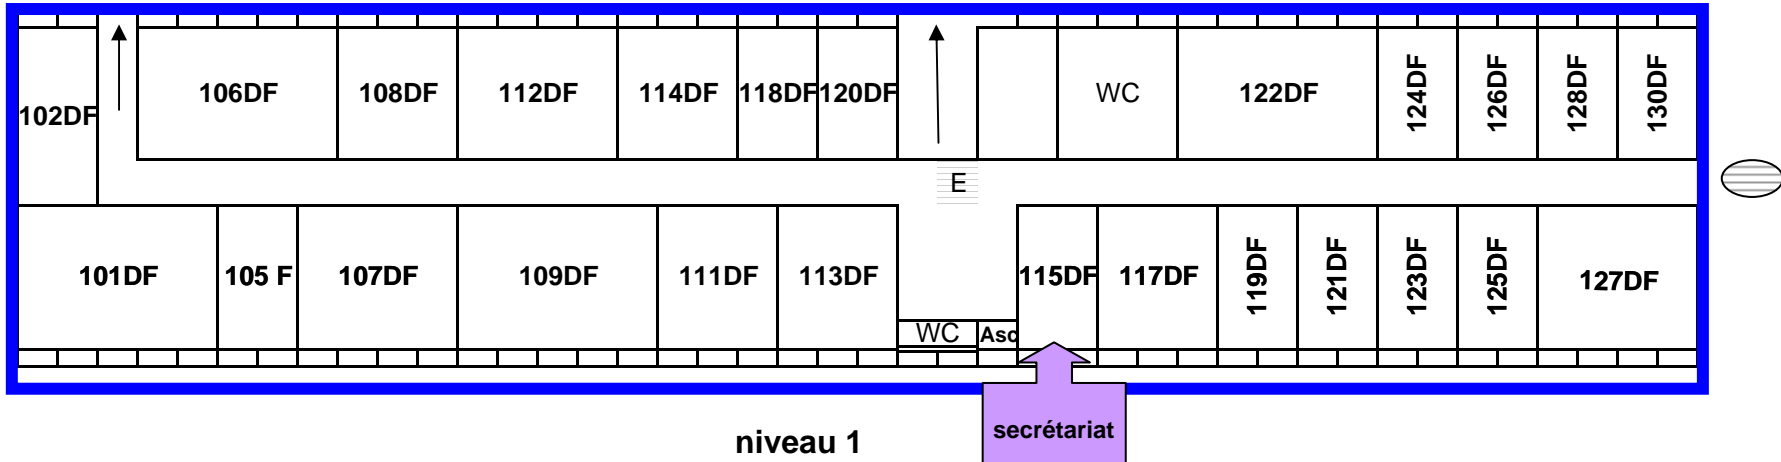 102DF
106DF
108DF
112DF
114DF
118DF
120DF
WC
122DF
124DF
126DF
128DF
130DF
E
101DF
105 F
107DF
109DF
111DF
113DF
WC
Asc
115DF
117DF
119DF
121DF
123DF
125DF
127DF
niveau 1
secrétariat